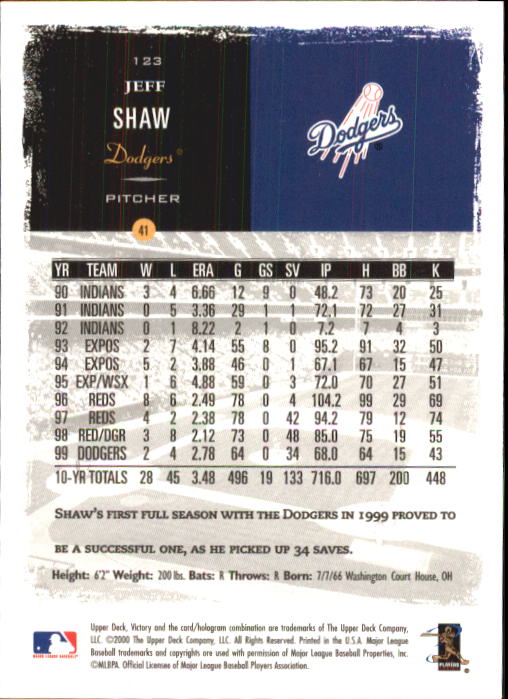 123
JEFF
SHAW
Dodgers®
PITCHER
Dodgers®
41
YR TEAM W L ERA G GS SV IP H BB K
90 INDIANS 3 4 6.66 12 9 0 48.2 73 20 25
91 INDIANS 0 5 3.36 29 1 1 72.1 72 27 31
92 INDIANS 0 1 8.22 2 1 0 7.2 7 4 3
93 EXPOS 2 7 4.14 55 8 0 95.2 91 32 50
94 EXPOS 5 2 3.88 46 0 1 67.1 67 15 47
95 EXP/WSX 1 6 4.88 59 0 3 72.0 70 27 51
96 REDS 8 6 2.49 78 0 4 104.2 99 29 69
97 REDS 4 2 2.38 78 0 42 94.2 79 12 74
98 RED/DGR 3 8 2.12 73 0 48 85.0 75 19 55
99 DODGERS 2 4 2.78 64 0 34 68.0 64 15 43
10-YR TOTALS 28 45 3.48 496 19 133 716.0 697 200 448
SHAW'S FIRST FULL SEASON WITH THE DODGERS IN 1999 PROVED TO
BE A SUCCESSFUL ONE, AS HE PICKED UP 34 SAVES.
Height: 6'2" Weight: 200 lbs. Bats: R Throws: R Born: 7/7/66 Washington Court House, OH
Upper Deck, Victory and the card/hologram combination are trademarks of The Upper Deck Company,
LLC. ©2000 The Upper Deck Company, LLC. All Rights Reserved. Printed in the U.S.A. Major League
Baseball trademarks and copyrights are used with permission of Major League Baseball Properties, Inc.
©MLBPA Official Licensee of Major League Baseball Players Association.
MAJOR LEAGUE BASEBALL
PLAYERS